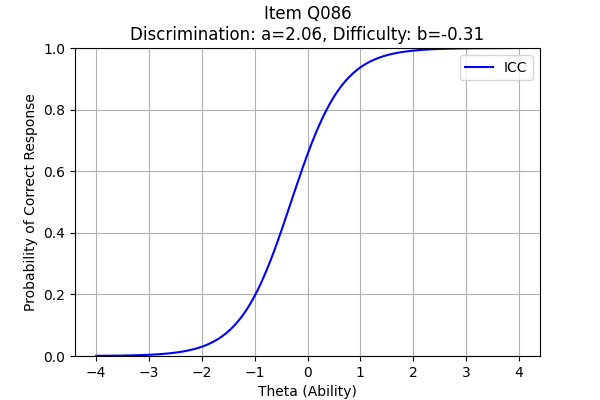 Item Q086
Discrimination: a=2.06, Difficulty: b=-0.31
1.0
0.8
0.6
0.4
0.2
0.0
Probability of Correct Response
ICC
−4 −3 −2 −1 0 1 2 3 4
Theta (Ability)